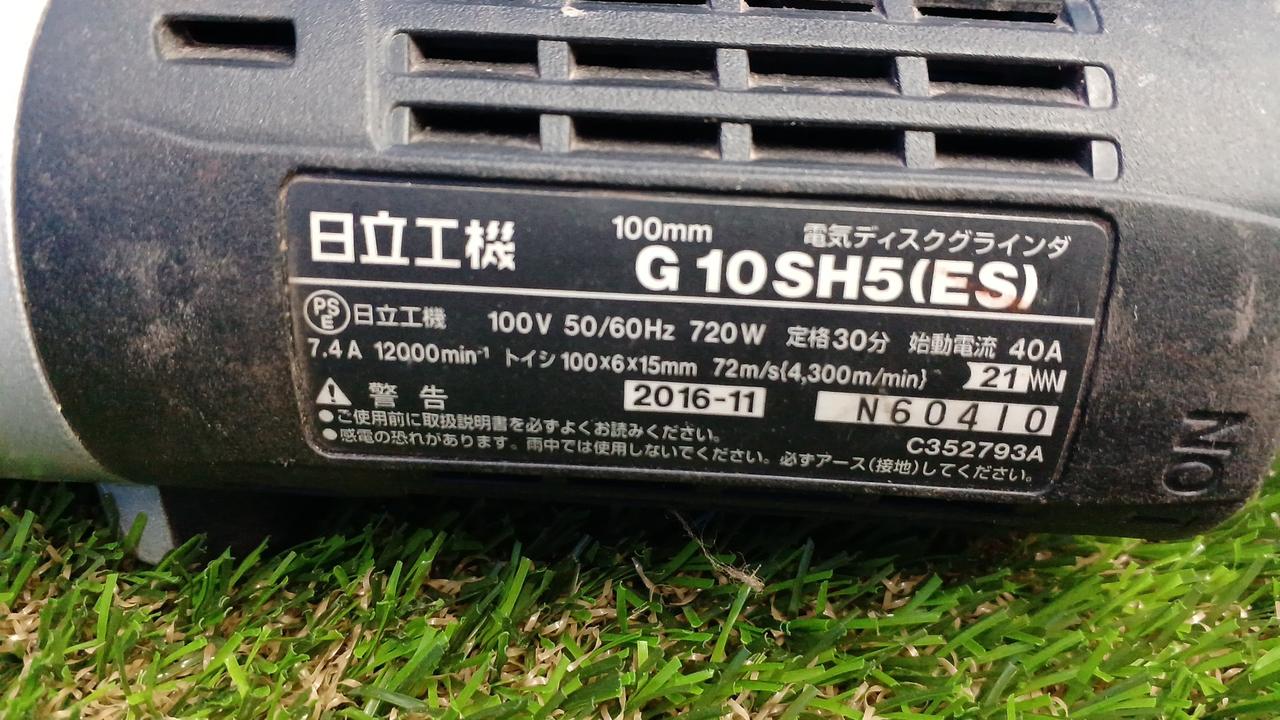 日立工機 100mm 電気ディスクグラインダ
G 10SH5(ES)
PSE 日立工機 100V 50/60Hz 720W 定格30分 始動電流 40A
7.4A 12000min⁻¹ トイシ 100×6×15mm 72m/s{4,300m/min} 21
警告 2016-11 N60410
●ご使用前に取扱説明書を必ずよくお読みください。 C352793A
●感電の恐れがあります。雨中では使用しないでください。必ずアース(接地)してください。
ON